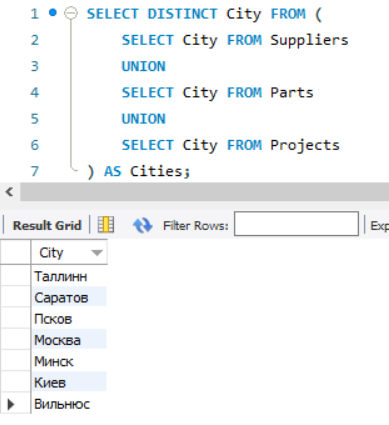 1 SELECT DISTINCT City FROM (
2 SELECT City FROM Suppliers
3 UNION
4 SELECT City FROM Parts
5 UNION
6 SELECT City FROM Projects
7 ) AS Cities;
Result Grid Filter Rows: Exp
City
Таллинн
Саратов
Псков
Москва
Минск
Киев
Вильнюс